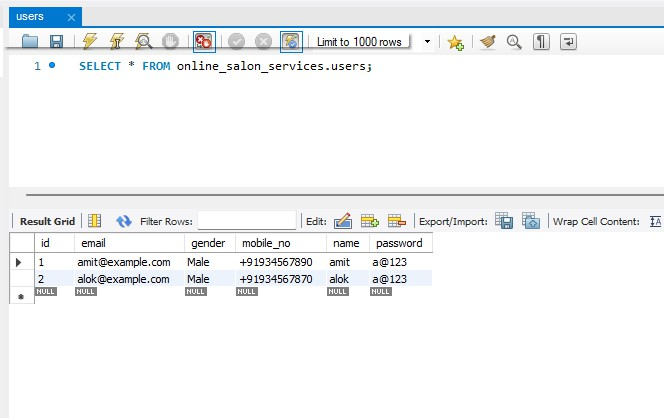 users
Limit to 1000 rows
1 SELECT * FROM online_salon_services.users;
Result Grid Filter Rows: Edit: Export/Import: Wrap Cell Content:
id email gender mobile_no name password
1 amit@example.com Male +91934567890 amit a@123
2 alok@example.com Male +91934567870 alok a@123
NULL NULL NULL NULL NULL NULL